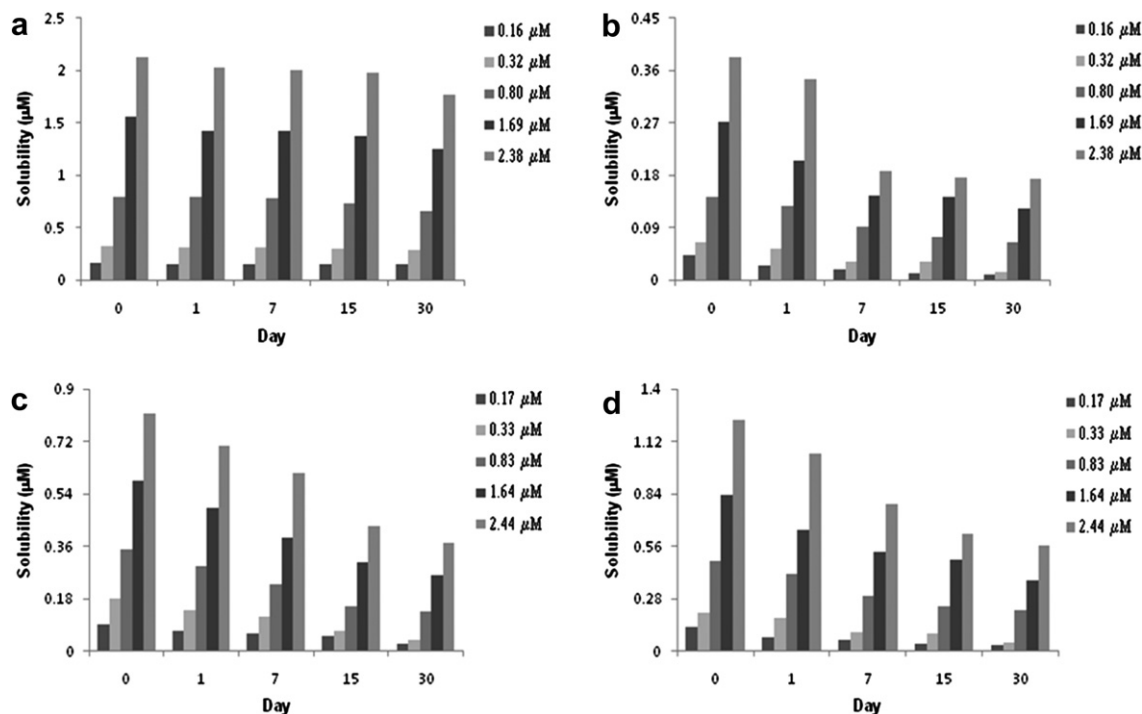 a
2.5
2
1.5
1
0.5
0
Solubility (µM)
0 1 7 15 30
Day
0.16 µM
0.32 µM
0.80 µM
1.69 µM
2.38 µM
b
0.45
0.36
0.27
0.18
0.09
0
Solubility (µM)
0 1 7 15 30
Day
0.16 µM
0.32 µM
0.80 µM
1.69 µM
2.38 µM
c
0.9
0.72
0.54
0.36
0.18
0
Solubility (µM)
0 1 7 15 30
Day
0.17 µM
0.33 µM
0.83 µM
1.64 µM
2.44 µM
d
1.4
1.12
0.84
0.56
0.28
0
Solubility (µM)
0 1 7 15 30
Day
0.17 µM
0.33 µM
0.83 µM
1.64 µM
2.44 µM